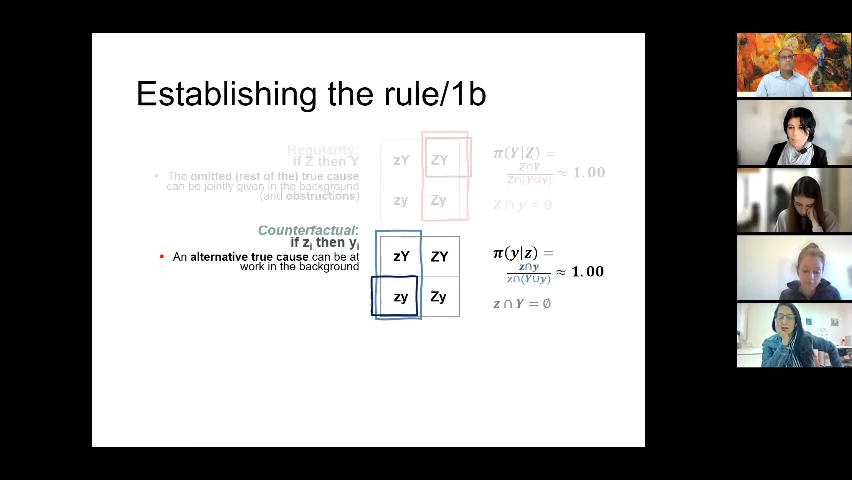 Establishing the rule/1b
Regularity:
if Z then Y
• The omitted (rest of the) true cause
can be jointly given in the background
(and obstructions)
zY ZY
zy Zy
π(Y|Z) =
Z∩Y
Z∩(Y∪y)
≈ 1.00
Z ∩ y = ∅
Counterfactual:
if zᵢ then yᵢ
▪ An alternative true cause can be at
work in the background
zY ZY
zy Zy
π(y|z) =
z∩y
z∩(Y∪y)
≈ 1.00
z ∩ Y = ∅